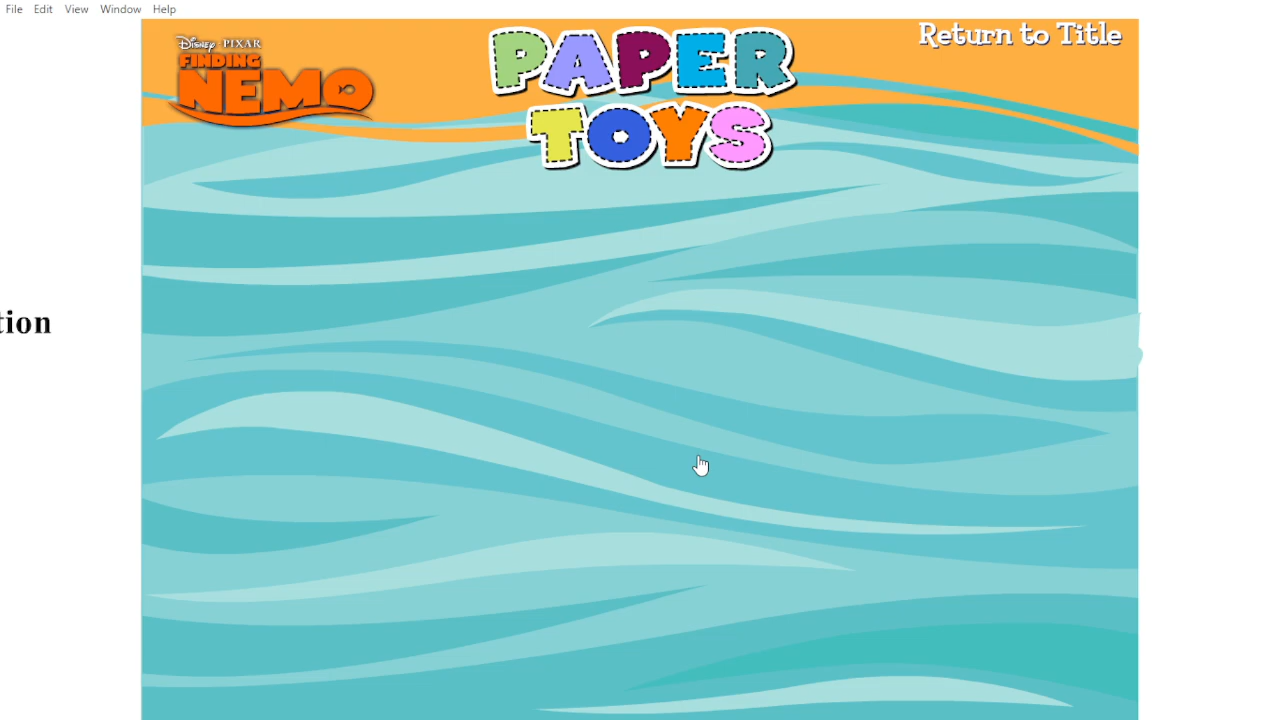 File Edit View Window Help
Disney PIXAR
FINDING
NEMO
PAPER
TOYS
Return to Title
tion